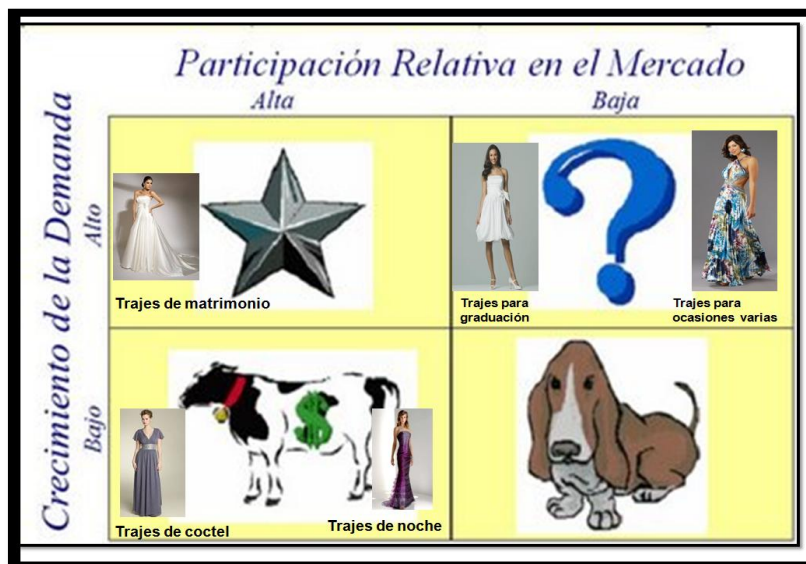 Participación Relativa en el Mercado
Alta
Baja
Crecimiento de la Demanda
Alto
Bajo
Trajes de matrimonio
?
Trajes para
graduación
Trajes para
ocasiones varias
$
Trajes de coctel
Trajes de noche